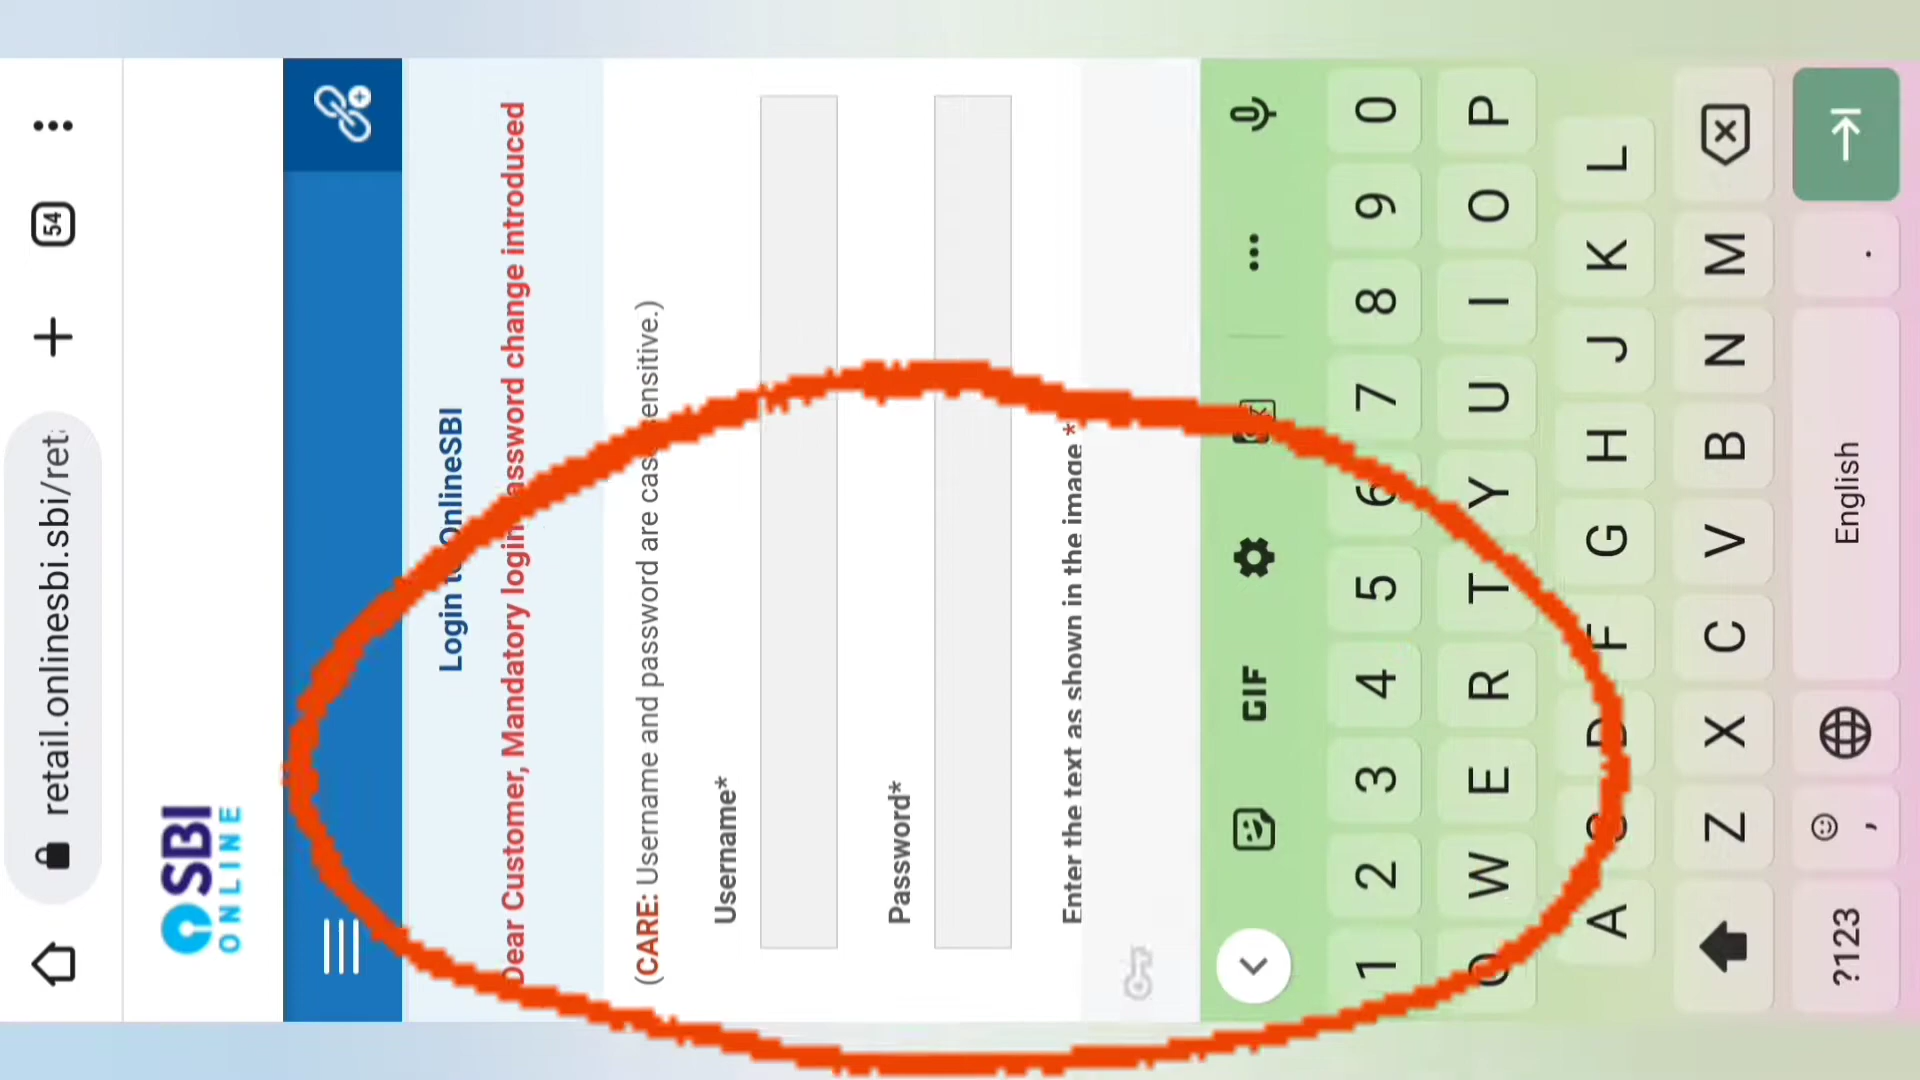 retail.onlinesbi.sbi/ret
54
SBI
ONLINE
Login to OnlineSBI
Dear Customer, Mandatory login password change introduced
(CARE: Username and password are case sensitive.)
Username*
Password*
Enter the text as shown in the image *
GIF
1 2 3 4 5 6 7 8 9 0
Q W E R T Y U I O P
A S D F G H J K L
Z X C V B N M
?123 , English .